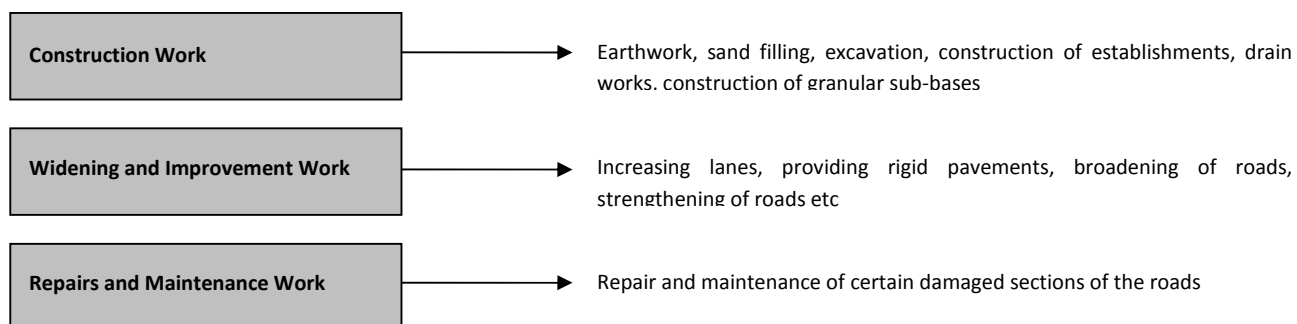 Construction Work
Earthwork, sand filling, excavation, construction of establishments, drain
works, construction of granular sub-bases
Widening and Improvement Work
Increasing lanes, providing rigid pavements, broadening of roads,
strengthening of roads etc
Repairs and Maintenance Work
Repair and maintenance of certain damaged sections of the roads